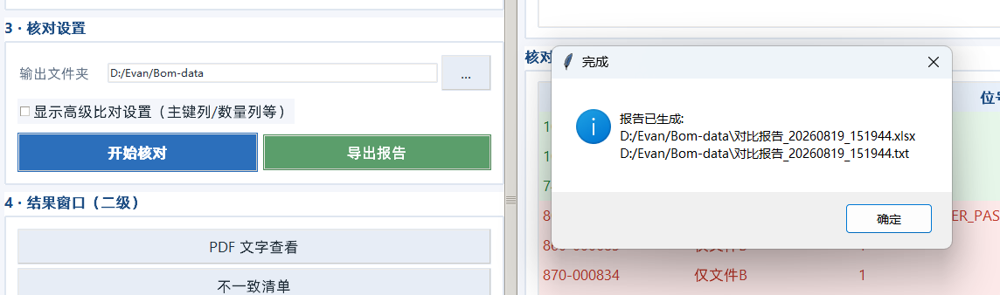 3 · 核对设置
输出文件夹
D:/Evan/Bom-data
...
显示高级比对设置（主键列/数量列等）
开始核对
导出报告
4 · 结果窗口（二级）
PDF 文字查看
不一致清单
核对
位号
完成
报告已生成:
D:/Evan/Bom-data\对比报告_20260819_151944.xlsx
D:/Evan/Bom-data\对比报告_20260819_151944.txt
确定
ER_PAS
仅文件B
1
870-000834
仅文件B
1